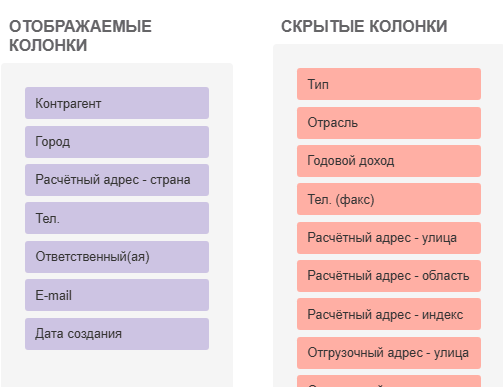 ОТОБРАЖАЕМЫЕ
КОЛОНКИ
Контрагент
Город
Расчётный адрес - страна
Тел.
Ответственный(ая)
E-mail
Дата создания
СКРЫТЫЕ КОЛОНКИ
Тип
Отрасль
Годовой доход
Тел. (факс)
Расчётный адрес - улица
Расчётный адрес - область
Расчётный адрес - индекс
Отгрузочный адрес - улица